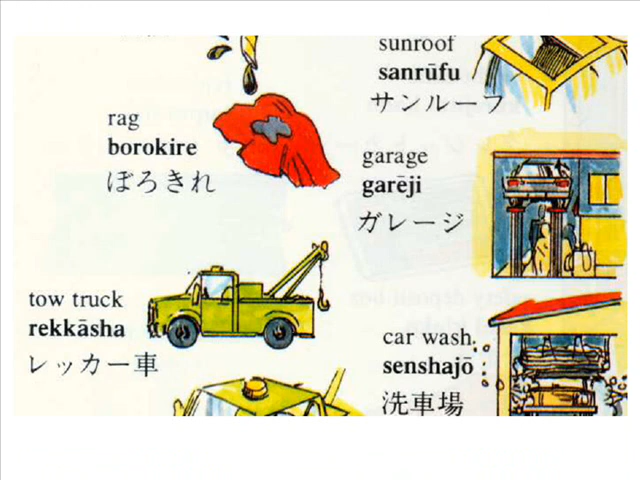 sunroof
sanrūfu
サンルーフ
rag
borokire
ぼろきれ
garage
garēji
ガレージ
tow truck
rekkāsha
レッカー車
car wash
senshajō
洗車場